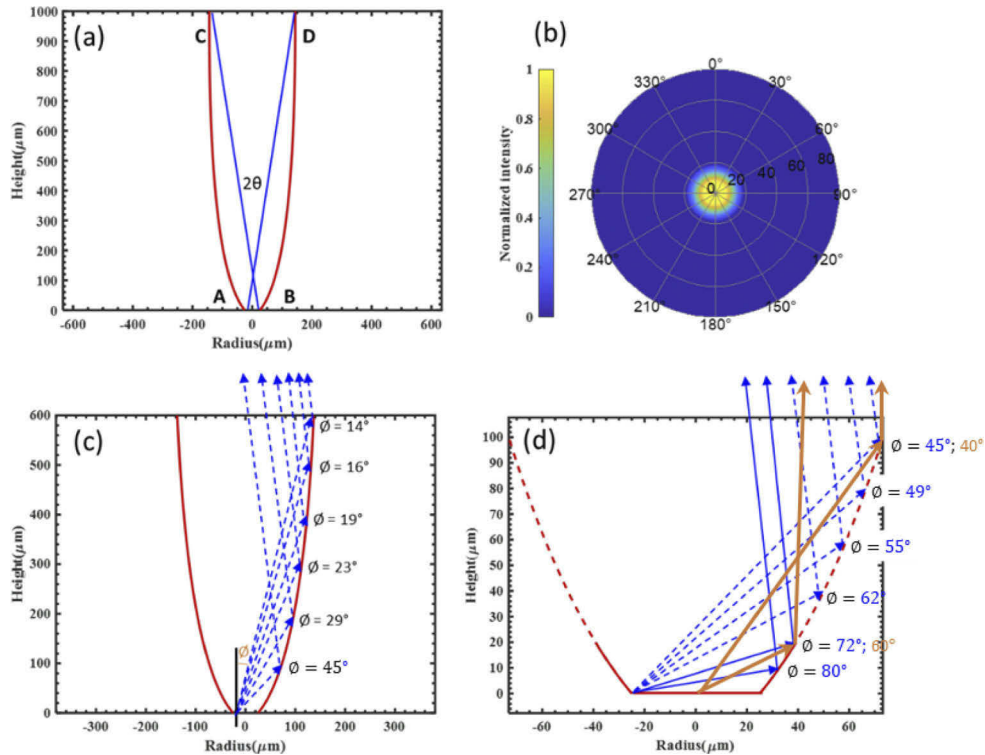 (a)
1000
900
800
700
600
500
400
300
200
100
0
Height(μm)
C
D
2θ
A
B
-600
-400
-200
0
200
400
600
Radius(μm)
(b)
1
0.8
0.6
0.4
0.2
0
Normalized intensity
0°
30°
60°
90°
120°
150°
180°
210°
240°
270°
300°
330°
0
20
40
60
80
(c)
600
500
400
300
200
100
0
Height(μm)
Ø = 14°
Ø = 16°
Ø = 19°
Ø = 23°
Ø = 29°
Ø = 45°
Ø
-300
-200
-100
0
100
200
300
Radius(μm)
(d)
100
90
80
70
60
50
40
30
20
10
0
Height(μm)
Ø = 45°; 40°
Ø = 49°
Ø = 55°
Ø = 62°
Ø = 72°; 60°
Ø = 80°
-60
-40
-20
0
20
40
60
Radius(μm)